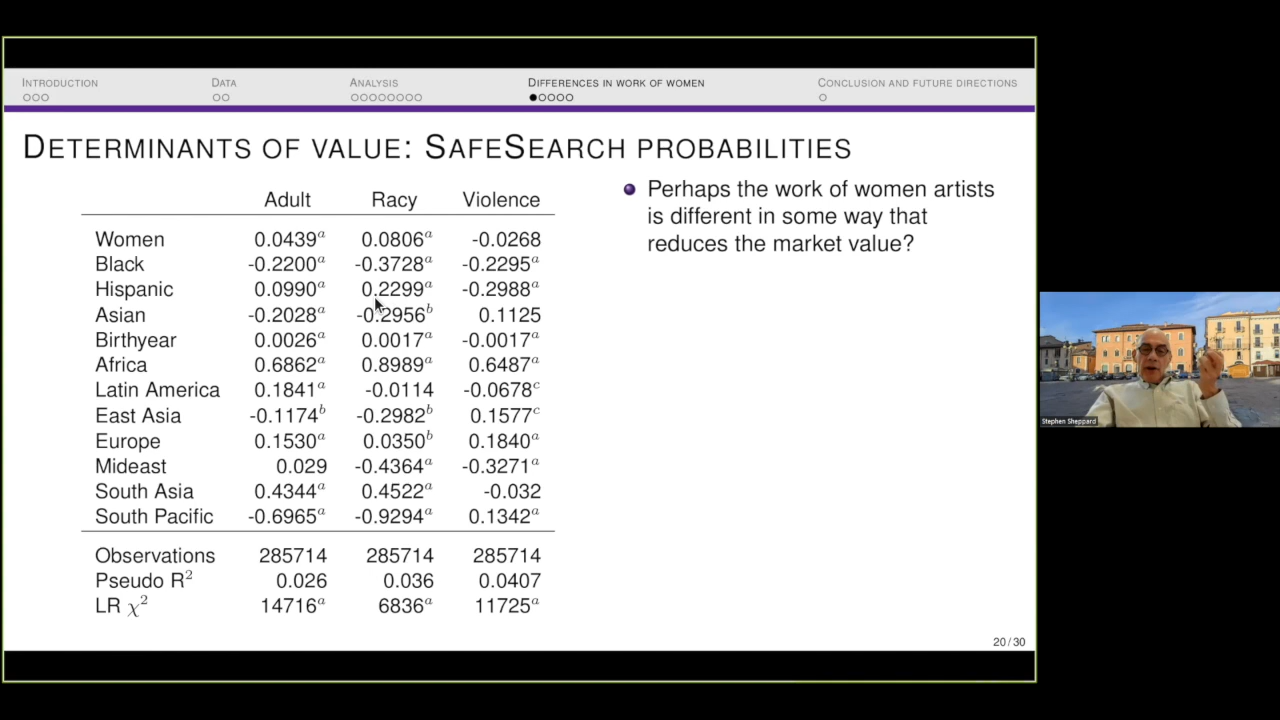 INTRODUCTION DATA ANALYSIS DIFFERENCES IN WORK OF WOMEN CONCLUSION AND FUTURE DIRECTIONS
DETERMINANTS OF VALUE: SAFESEARCH PROBABILITIES
Adult Racy Violence
Women 0.0439a 0.0806a -0.0268
Black -0.2200a -0.3728a -0.2295a
Hispanic 0.0990a 0.2299a -0.2988a
Asian -0.2028a -0.2956b 0.1125
Birthyear 0.0026a 0.0017a -0.0017a
Africa 0.6862a 0.8989a 0.6487a
Latin America 0.1841a -0.0114 -0.0678c
East Asia -0.1174b -0.2982b 0.1577c
Europe 0.1530a 0.0350b 0.1840a
Mideast 0.029 -0.4364a -0.3271a
South Asia 0.4344a 0.4522a -0.032
South Pacific -0.6965a -0.9294a 0.1342a
Observations 285714 285714 285714
Pseudo R2 0.026 0.036 0.0407
LR χ2 14716a 6836a 11725a
Perhaps the work of women artists
is different in some way that
reduces the market value?
20/30
Stephen Sheppard